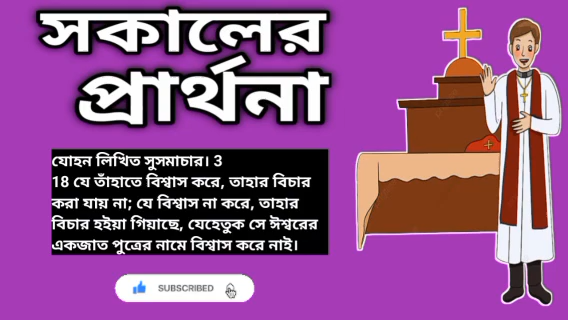 সকালের
প্রার্থনা
যোহন লিখিত সুসমাচার। 3
18 যে তাঁহাতে বিশ্বাস করে, তাহার বিচার
করা যায় না; যে বিশ্বাস না করে, তাহার
বিচার হইয়া গিয়াছে, যেহেতুক সে ঈশ্বরের
একজাত পুত্রের নামে বিশ্বাস করে নাই।
SUBSCRIBED